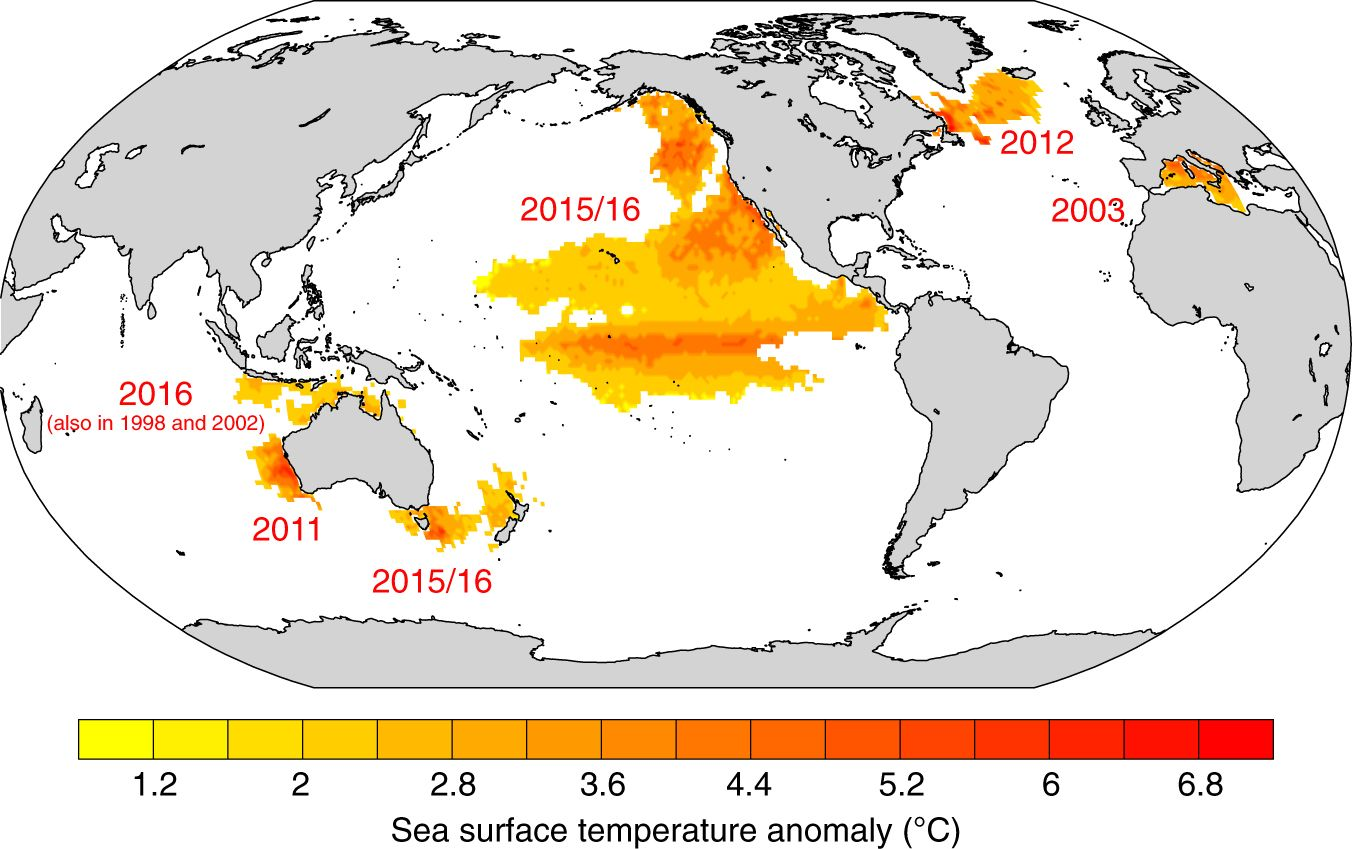 2012
2015/16
2003
2016
(also in 1998 and 2002)
2011
2015/16
1.2 2 2.8 3.6 4.4 5.2 6 6.8
Sea surface temperature anomaly (°C)